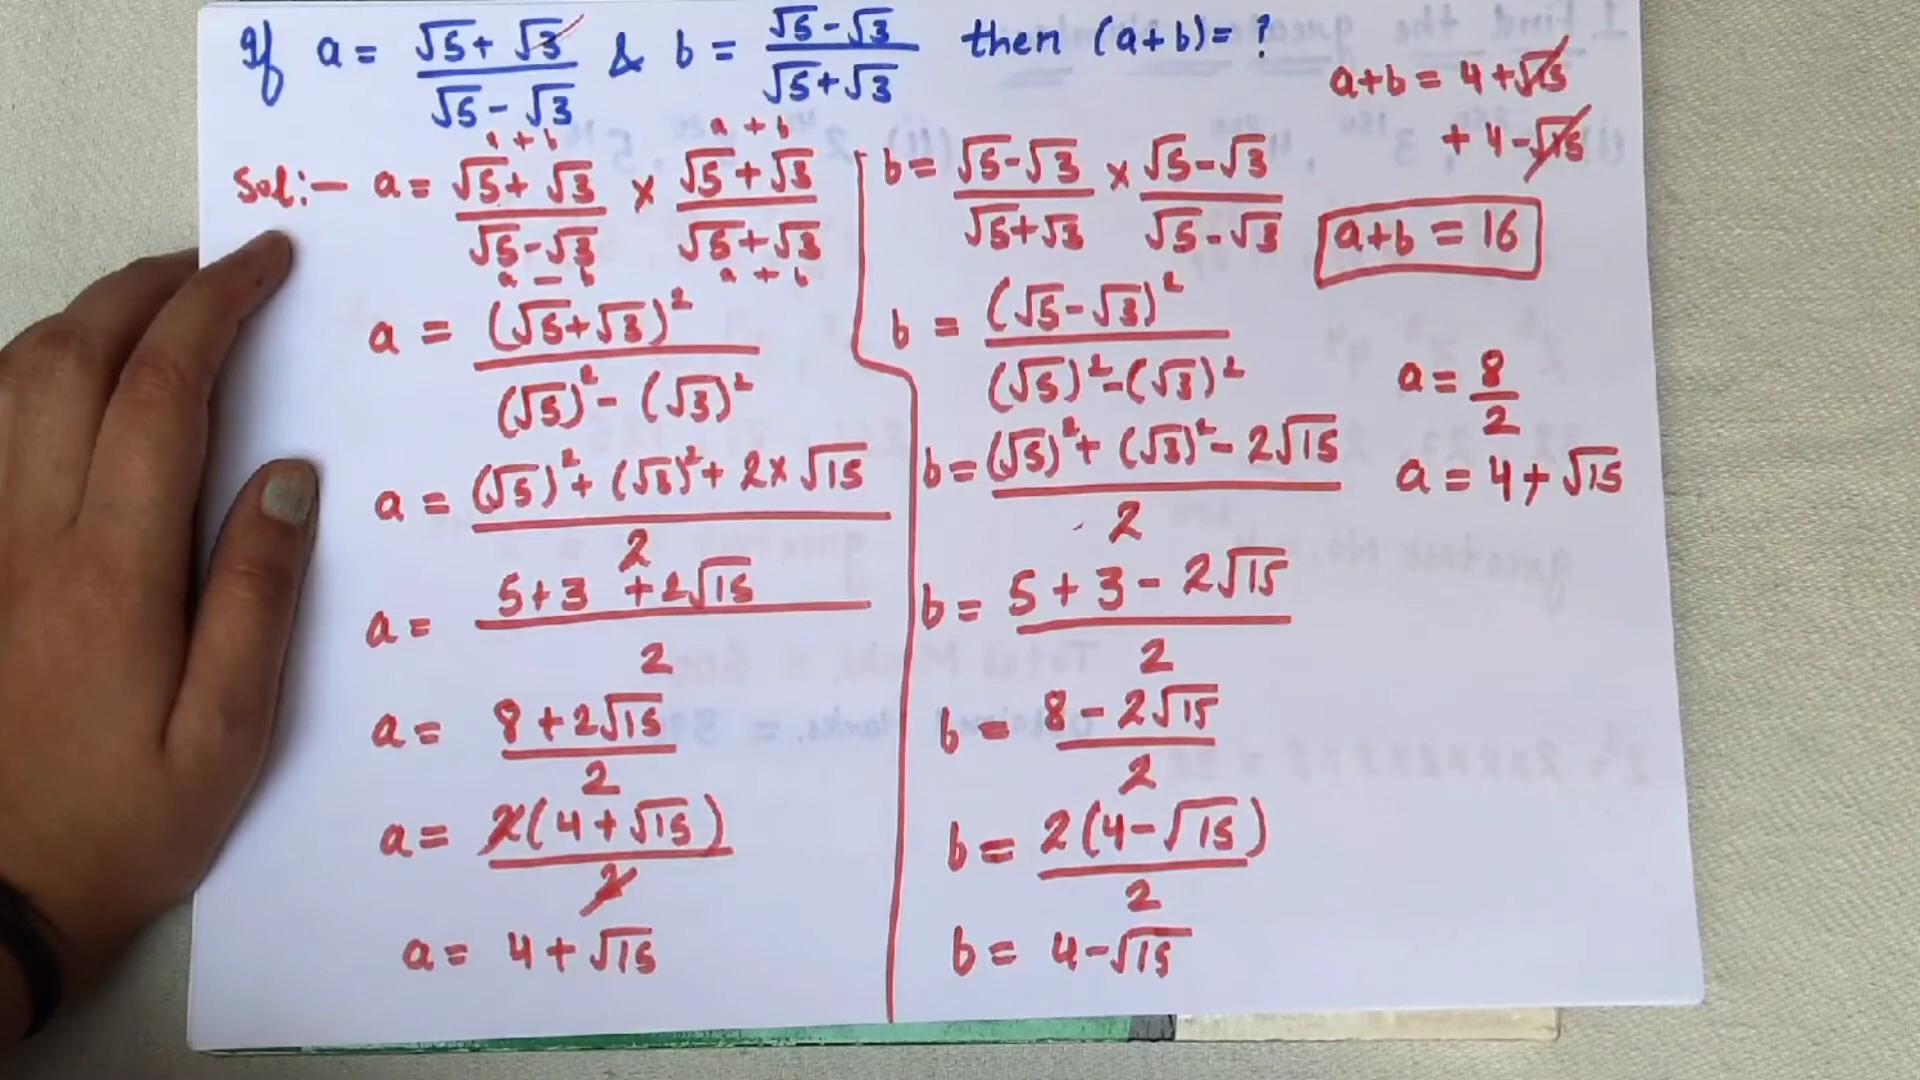 If a = (√5 + √3)/(√5 - √3) & b = (√5 - √3)/(√5 + √3) then (a+b) = ?
Sol:- a = (√5 + √3)/(√5 - √3) × (√5 + √3)/(√5 + √3)
a + b
a + b
a - b
a + b
a = (√5+√3)²/((√5)² - (√3)²)
a = ((√5)² + (√3)² + 2×√15)/2
a = (5+3 +2√15)/2
a = (8+2√15)/2
a = 2(4+√15)/2
a = 4+√15
b = (√5-√3)/(√5+√3) × (√5-√3)/(√5-√3)
b = (√5-√3)²/((√5)²-(√3)²)
b = ((√5)² + (√3)² - 2√15)/2
b = (5+3-2√15)/2
b = (8-2√15)/2
b = 2(4-√15)/2
b = 4-√15
a+b = 4+√15
+ 4-√15
a+b = 16
a = 8/2
a = 4+√15